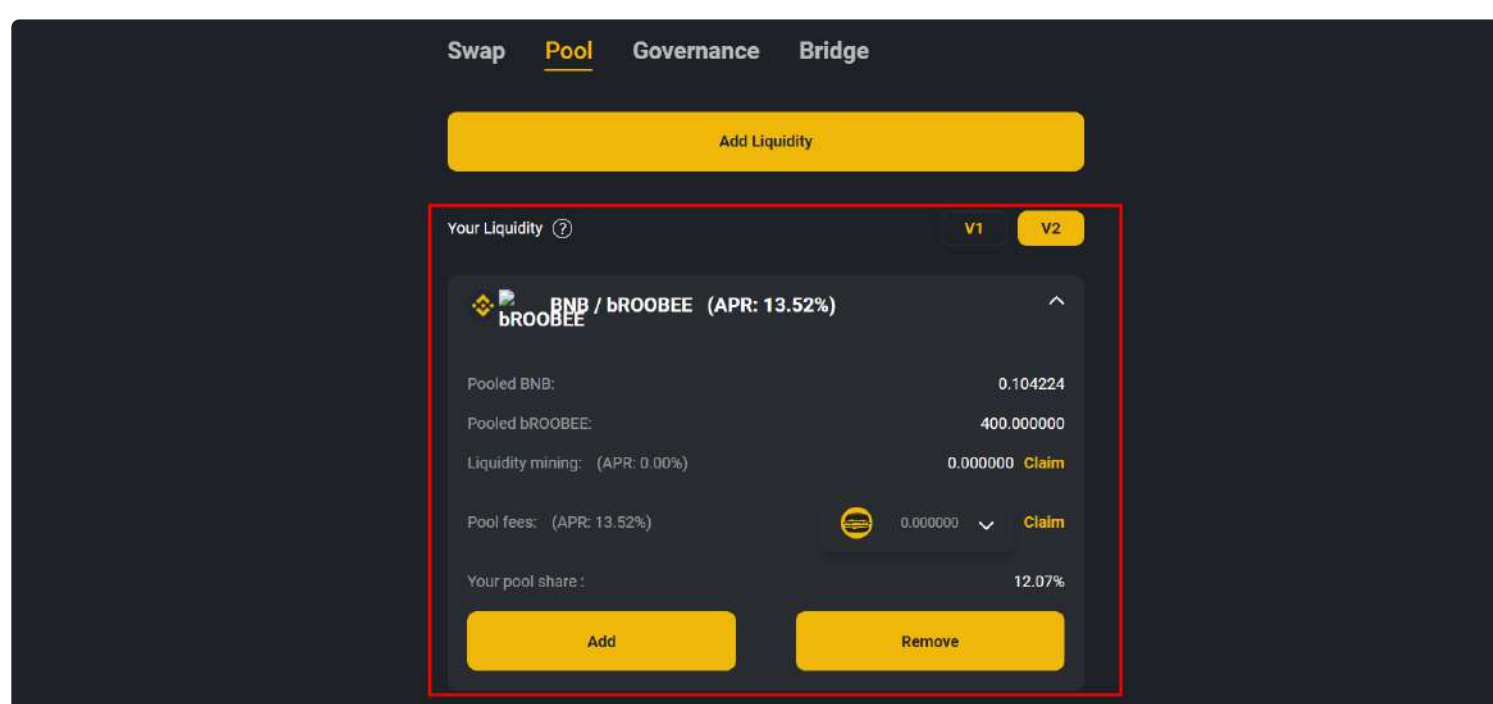 Swap Pool Governance Bridge
Add Liquidity
Your Liquidity ? V1 V2
bROOBEE BNB / bROOBEE (APR: 13.52%)
Pooled BNB: 0.104224
Pooled bROOBEE: 400.000000
Liquidity mining: (APR: 0.00%) 0.000000 Claim
Pool fees: (APR: 13.52%) 0.000000 Claim
Your pool share : 12.07%
Add Remove